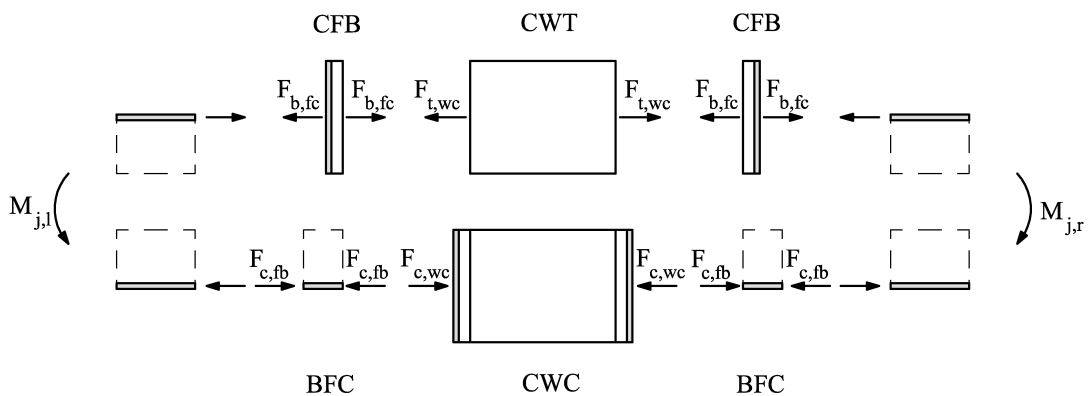 CFB CWT CFB
F_b,fc F_b,fc F_t,wc F_t,wc F_b,fc F_b,fc
M_j,l M_j,r
F_c,fb F_c,fb F_c,wc F_c,wc F_c,fb F_c,fb
BFC CWC BFC